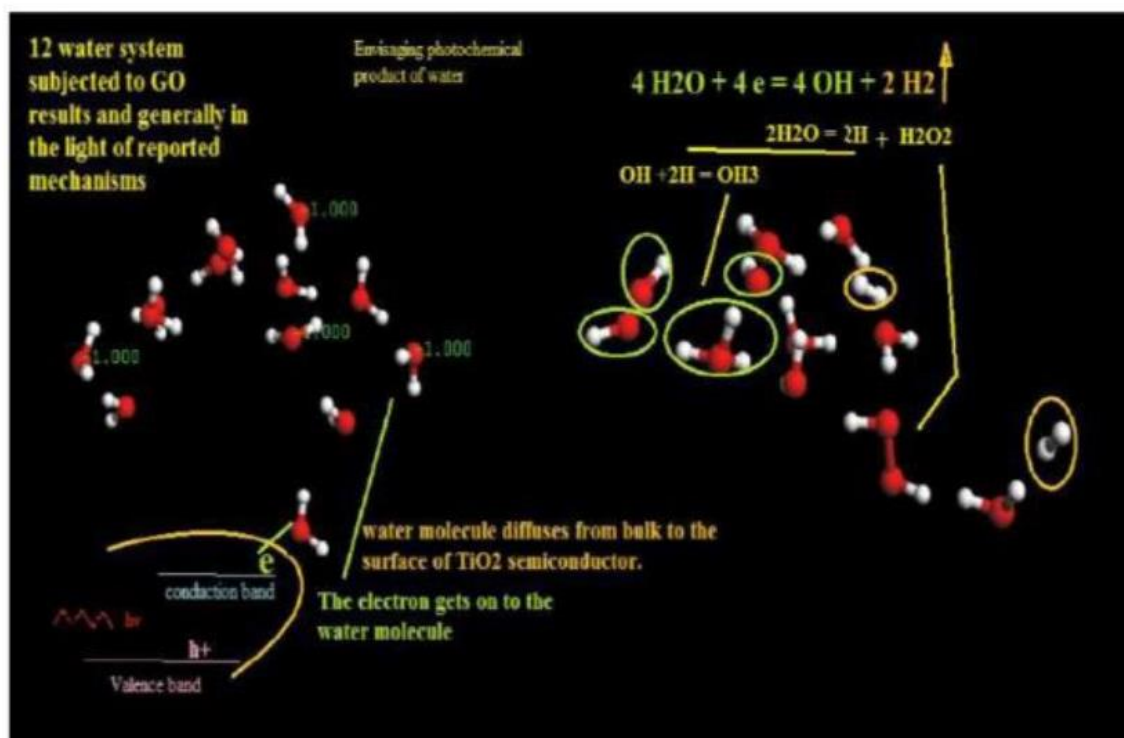 12 water system
subjected to GO
results and generally in
the light of reported
mechanisms
Envisaging photochemical
product of water
4 H2O + 4 e = 4 OH + 2 H2
2H2O = 2H + H2O2
OH +2H = OH3
1.000
1.000
1.000
.000
water molecule diffuses from bulk to the
surface of TiO2 semiconductor.
e
conduction band
The electron gets on to the
water molecule
hv
h+
Valence band